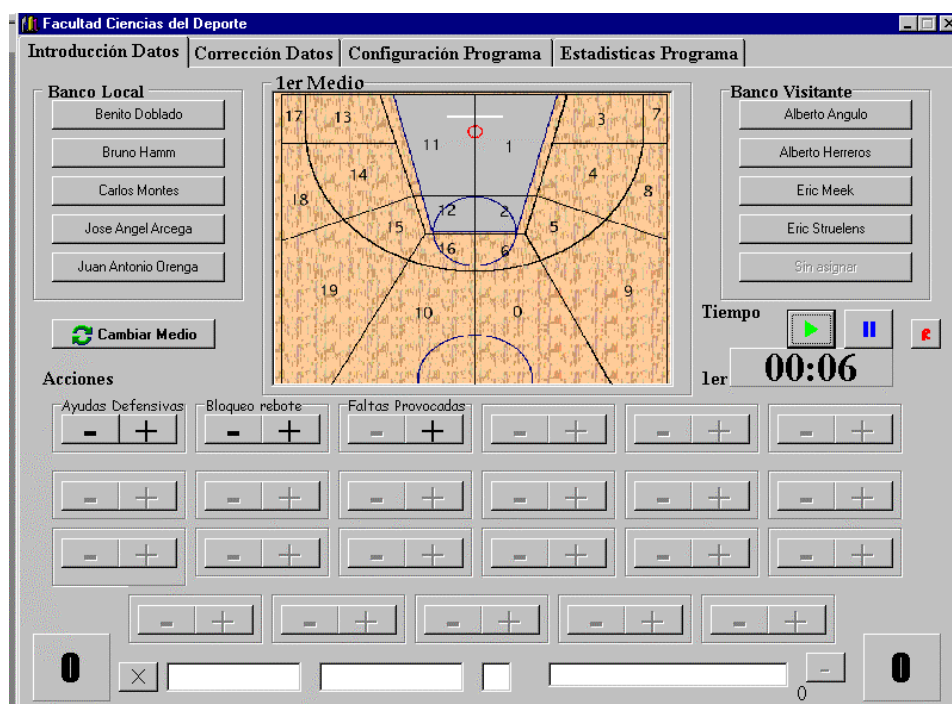 Facultad Ciencias del Deporte
Introducción Datos
Corrección Datos
Configuración Programa
Estadisticas Programa
Banco Local
Benito Doblado
Bruno Hamm
Carlos Montes
Jose Angel Arcega
Juan Antonio Orenga
Cambiar Medio
1er Medio
17
13
3
7
11
1
14
4
18
8
12
2
15
5
16
6
19
9
10
0
Banco Visitante
Alberto Angulo
Alberto Herreros
Eric Meek
Eric Struelens
Sin asignar
Tiempo
R
1er
00:06
Acciones
Ayudas Defensivas
Bloqueo rebote
Faltas Provocadas
- + - + - + - + - + - +
- + - + - + - + - + - +
- + - + - + - + - + - +
- + - + - + - + - +
0
X
-
0
0